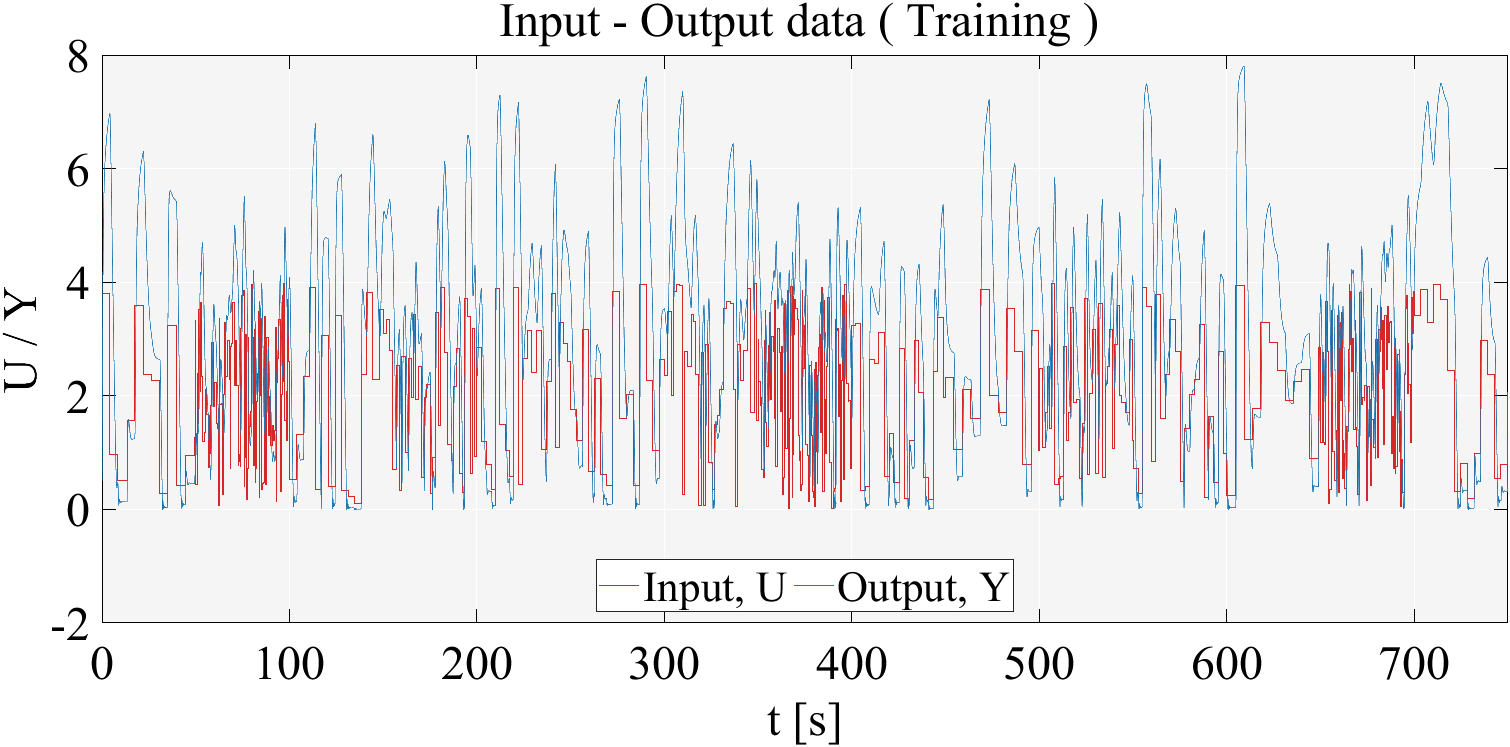 Input - Output data ( Training )
8
6
4
2
0
-2
U / Y
Input, U Output, Y
0 100 200 300 400 500 600 700
t [s]